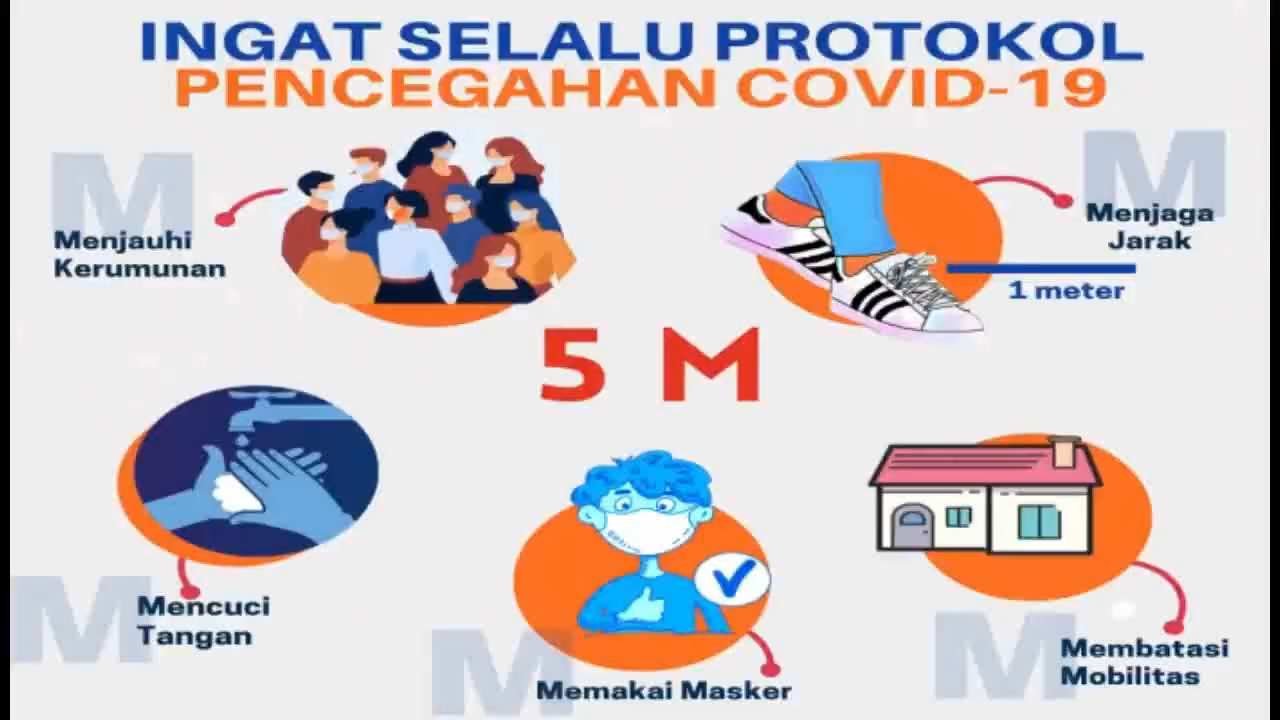 INGAT SELALU PROTOKOL
PENCEGAHAN COVID-19
M
Menjauhi
Kerumunan
M
Menjaga
Jarak
1 meter
5 M
M
Mencuci
Tangan
M
Memakai Masker
M
Membatasi
Mobilitas